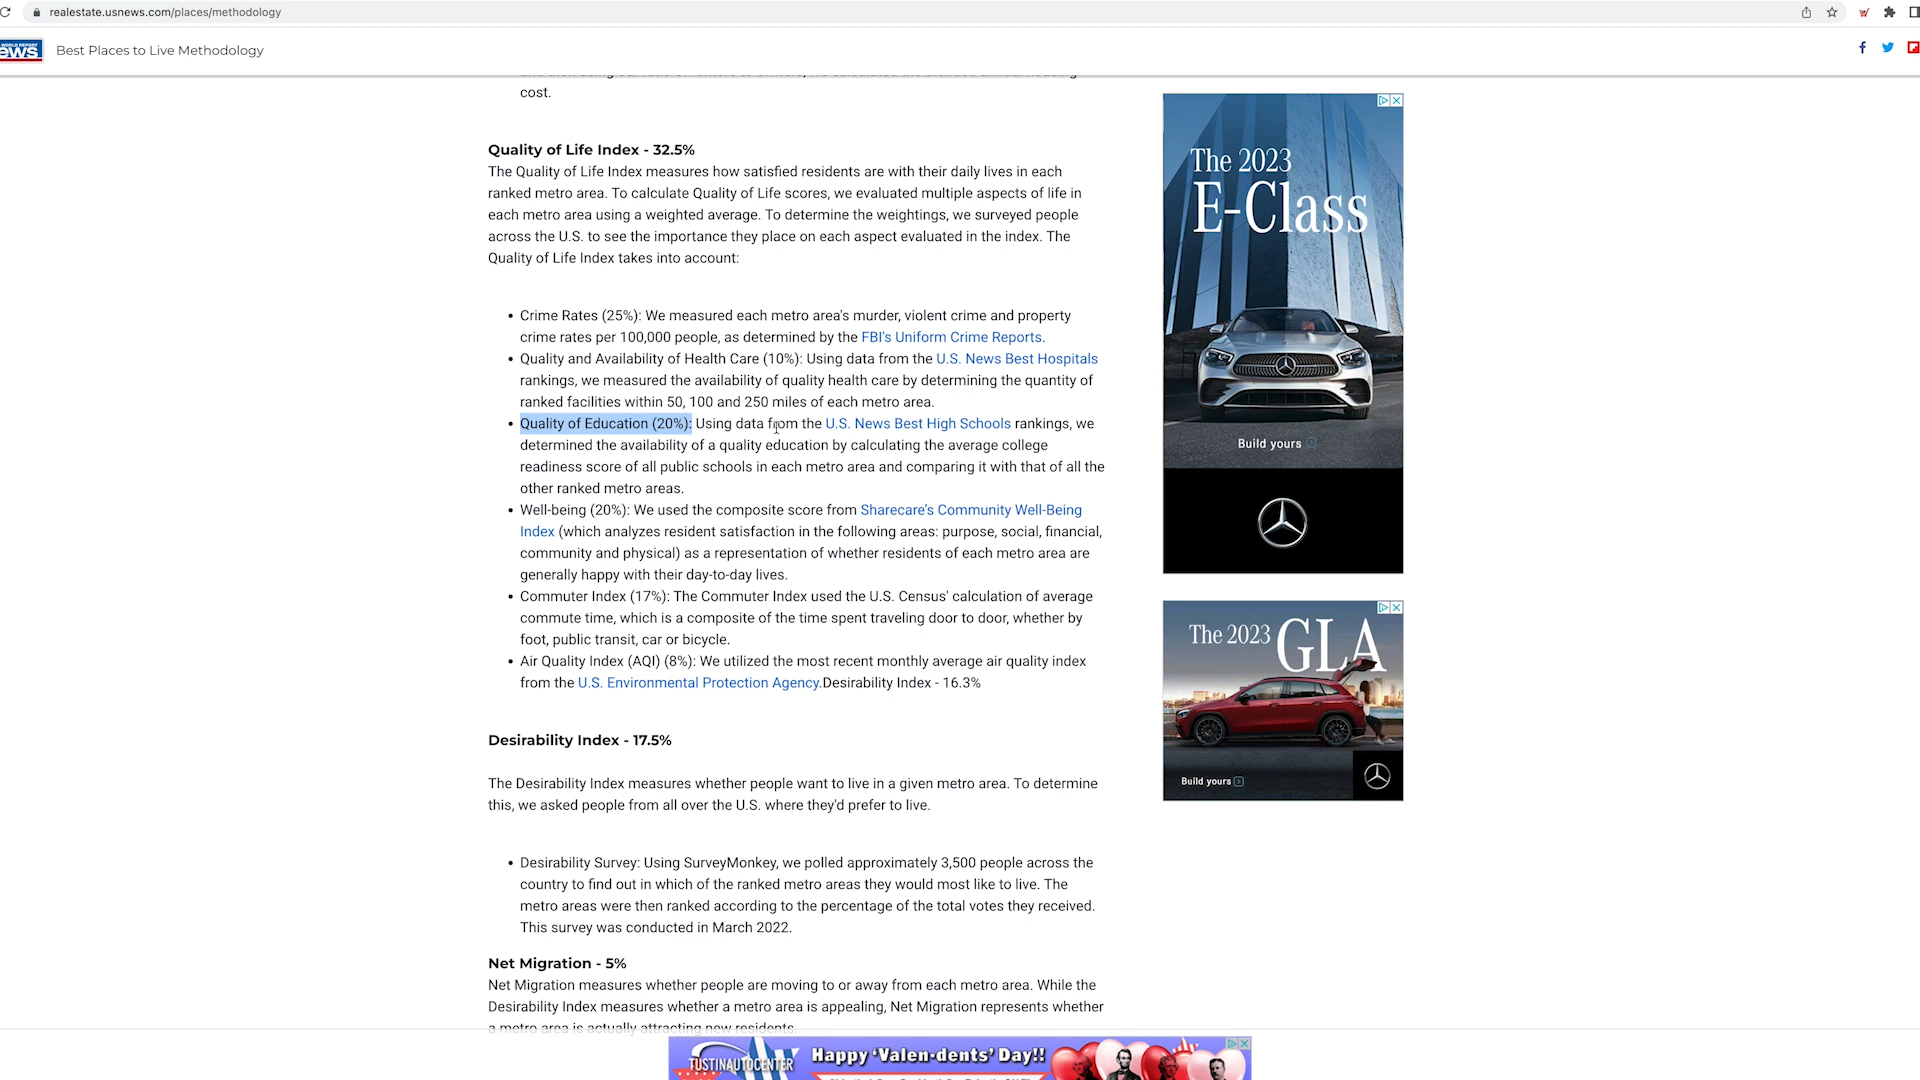 realestate.usnews.com/places/methodology
WORLD REPORT
ews
Best Places to Live Methodology
cost.
Quality of Life Index - 32.5%
The Quality of Life Index measures how satisfied residents are with their daily lives in each
ranked metro area. To calculate Quality of Life scores, we evaluated multiple aspects of life in
each metro area using a weighted average. To determine the weightings, we surveyed people
across the U.S. to see the importance they place on each aspect evaluated in the index. The
Quality of Life Index takes into account:
• Crime Rates (25%): We measured each metro area's murder, violent crime and property
crime rates per 100,000 people, as determined by the FBI's Uniform Crime Reports.
• Quality and Availability of Health Care (10%): Using data from the U.S. News Best Hospitals
rankings, we measured the availability of quality health care by determining the quantity of
ranked facilities within 50, 100 and 250 miles of each metro area.
• Quality of Education (20%): Using data from the U.S. News Best High Schools rankings, we
determined the availability of a quality education by calculating the average college
readiness score of all public schools in each metro area and comparing it with that of all the
other ranked metro areas.
• Well-being (20%): We used the composite score from Sharecare’s Community Well-Being
Index (which analyzes resident satisfaction in the following areas: purpose, social, financial,
community and physical) as a representation of whether residents of each metro area are
generally happy with their day-to-day lives.
• Commuter Index (17%): The Commuter Index used the U.S. Census' calculation of average
commute time, which is a composite of the time spent traveling door to door, whether by
foot, public transit, car or bicycle.
• Air Quality Index (AQI) (8%): We utilized the most recent monthly average air quality index
from the U.S. Environmental Protection Agency.Desirability Index - 16.3%
Desirability Index - 17.5%
The Desirability Index measures whether people want to live in a given metro area. To determine
this, we asked people from all over the U.S. where they'd prefer to live.
• Desirability Survey: Using SurveyMonkey, we polled approximately 3,500 people across the
country to find out in which of the ranked metro areas they would most like to live. The
metro areas were then ranked according to the percentage of the total votes they received.
This survey was conducted in March 2022.
Net Migration - 5%
Net Migration measures whether people are moving to or away from each metro area. While the
Desirability Index measures whether a metro area is appealing, Net Migration represents whether
a metro area is actually attracting new residents.
The 2023
E-Class
Build yours
The 2023 GLA
Build yours
TUSTINAUTOCENTER
Happy ‘Valen-dents’ Day!!